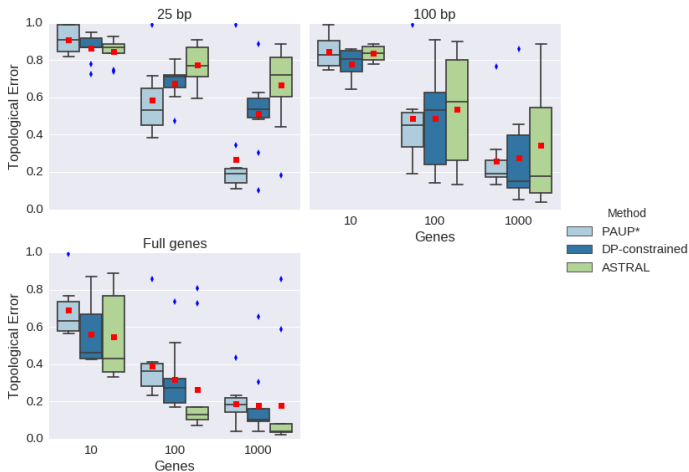 25 bp
100 bp
Topological Error
1.0
0.8
0.6
0.4
0.2
0.0
10
100
1000
Genes
Method
PAUP*
DP-constrained
ASTRAL
Full genes
Topological Error
1.0
0.8
0.6
0.4
0.2
0.0
10
100
1000
Genes